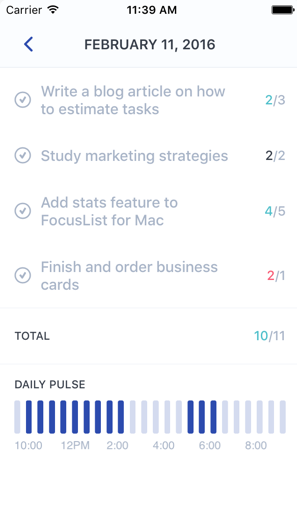 Carrier 11:39 AM
FEBRUARY 11, 2016
Write a blog article on how
to estimate tasks
2/3
Study marketing strategies 2/2
Add stats feature to
FocusList for Mac
4/5
Finish and order business
cards
2/1
TOTAL 10/11
DAILY PULSE
10:00 12PM 2:00 4:00 6:00 8:00